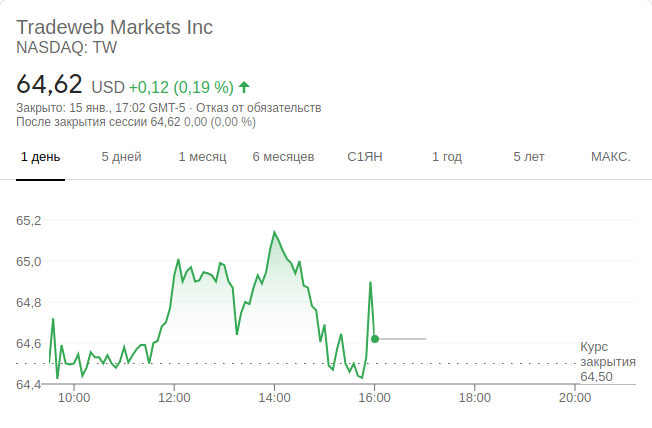 Tradeweb Markets Inc
NASDAQ: TW
64,62 USD +0,12 (0,19 %)
Закрыто: 15 янв., 17:02 GMT-5 · Отказ от обязательств
После закрытия сессии 64,62 0,00 (0,00 %)
1 день 5 дней 1 месяц 6 месяцев С1ЯН 1 год 5 лет МАКС.
65,2
65,0
64,8
64,6
64,4
Курс
закрытия
64,50
10:00 12:00 14:00 16:00 18:00 20:00